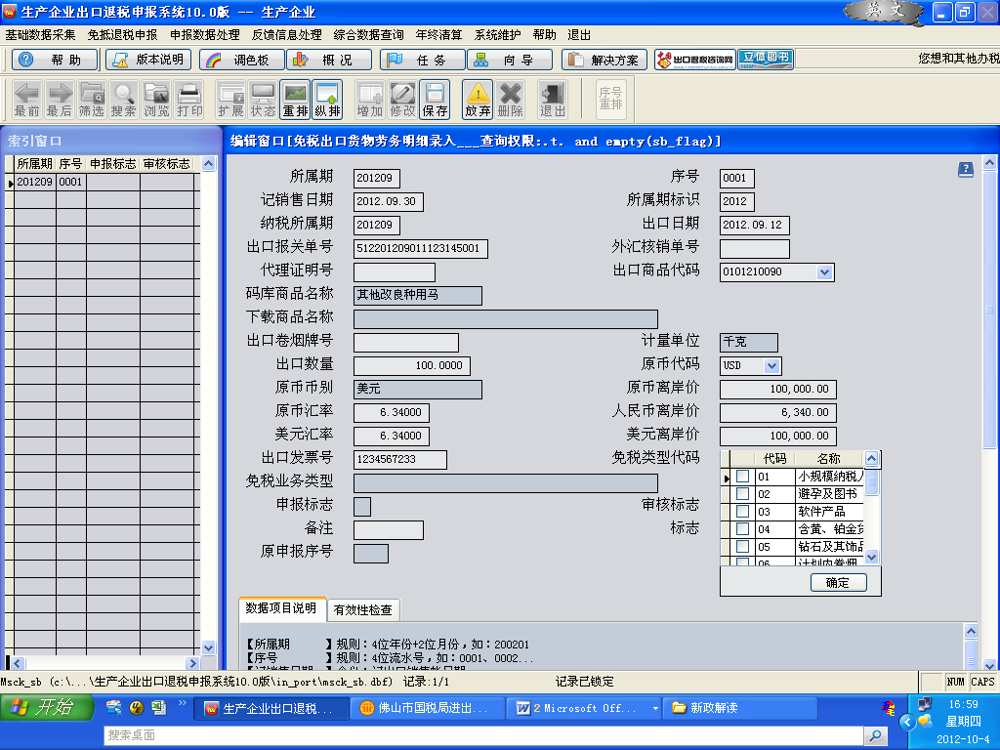 生产企业出口退税申报系统10.0版 -- 生产企业
英 文
基础数据采集 免抵退税申报 申报数据处理 反馈信息处理 综合数据查询 年终清算 系统维护 帮助 退出
帮 助 版本说明 调色板 概 况 任 务 向 导 解决方案 出口退税咨询网 立信图书 您想和其他办税
最前 最后 筛选 搜索 浏览 打印 扩展 状态 重排 纵排 增加 修改 保存 放弃 删除 退出 序号重排
索引窗口
所属期 序号 申报标志 审核标志
201209 0001
编辑窗口[免税出口货物劳务明细录入___查询权限:.t. and empty(sb_flag)]
所属期 201209 序号 0001
记销售日期 2012.09.30 所属期标识 2012
纳税所属期 201209 出口日期 2012.09.12
出口报关单号 512201209011123145001 外汇核销单号
代理证明号 出口商品代码 0101210090
码库商品名称 其他改良种用马
下载商品名称
出口卷烟牌号 计量单位 千克
出口数量 100.0000 原币代码 USD
原币币别 美元 原币离岸价 100,000.00
原币汇率 6.34000 人民币离岸价 6,340.00
美元汇率 6.34000 美元离岸价 100,000.00
出口发票号 1234567233 免税类型代码
代码 名称
01 小规模纳税人
02 避孕及图书
03 软件产品
04 含黄、铂金货
05 钻石及其饰品
06 计划内卷烟
确定
免税业务类型
申报标志 审核标志
备注 标志
原申报序号
数据项目说明 有效性检查
【所属期 】规则：4位年份+2位月份，如：200201
【序号 】规则：4位流水号，如：0001、0002...
Msck_sb (c:\...\生产企业出口退税申报系统10.0版\in_port\msck_sb.dbf) 记录:1/1 记录已锁定 NUM CAPS
开始 生产企业出口退税... 佛山市国税局进出... 2 Microsoft Off... 新政解读
搜索桌面
16:59
星期四
2012-10-4